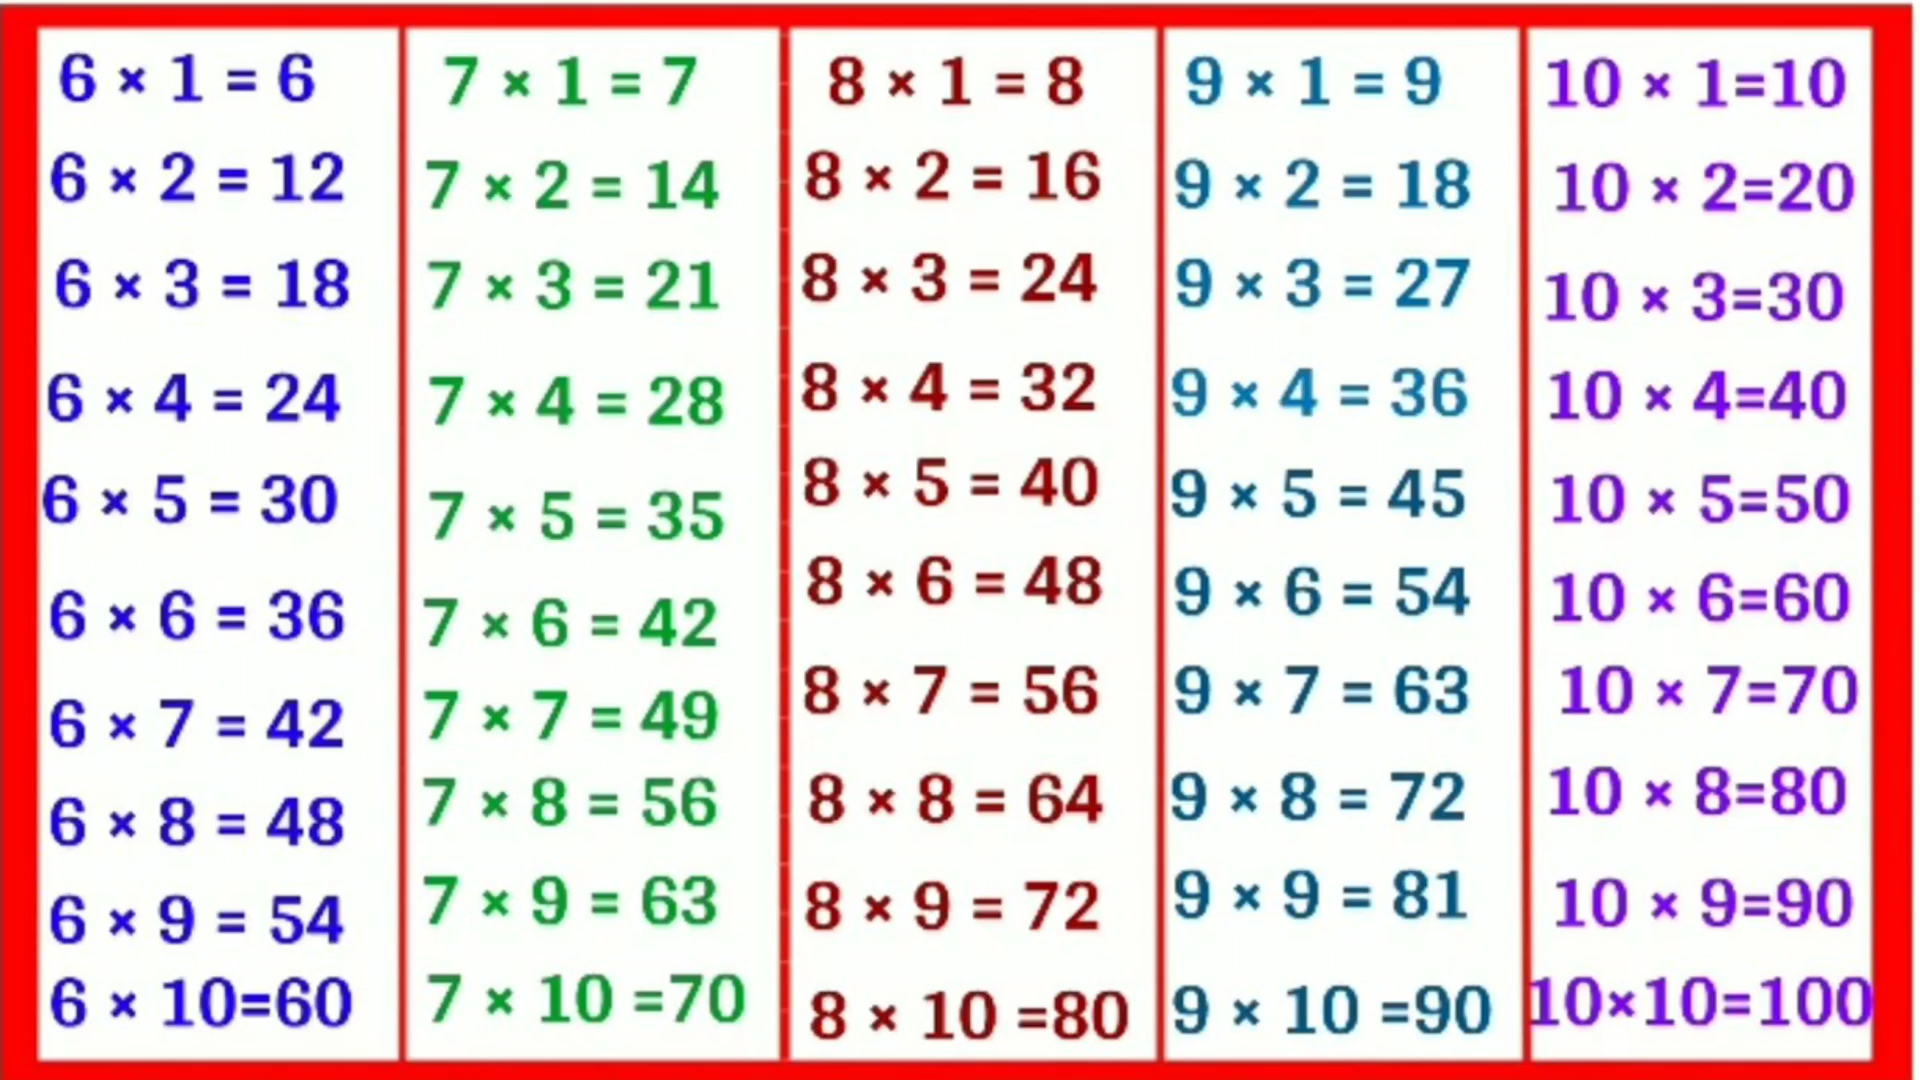 6 × 1 = 6
6 × 2 = 12
6 × 3 = 18
6 × 4 = 24
6 × 5 = 30
6 × 6 = 36
6 × 7 = 42
6 × 8 = 48
6 × 9 = 54
6 × 10=60
7 × 1 = 7
7 × 2 = 14
7 × 3 = 21
7 × 4 = 28
7 × 5 = 35
7 × 6 = 42
7 × 7 = 49
7 × 8 = 56
7 × 9 = 63
7 × 10 =70
8 × 1 = 8
8 × 2 = 16
8 × 3 = 24
8 × 4 = 32
8 × 5 = 40
8 × 6 = 48
8 × 7 = 56
8 × 8 = 64
8 × 9 = 72
8 × 10 =80
9 × 1 = 9
9 × 2 = 18
9 × 3 = 27
9 × 4 = 36
9 × 5 = 45
9 × 6 = 54
9 × 7 = 63
9 × 8 = 72
9 × 9 = 81
9 × 10 =90
10 × 1=10
10 × 2=20
10 × 3=30
10 × 4=40
10 × 5=50
10 × 6=60
10 × 7=70
10 × 8=80
10 × 9=90
10×10=100